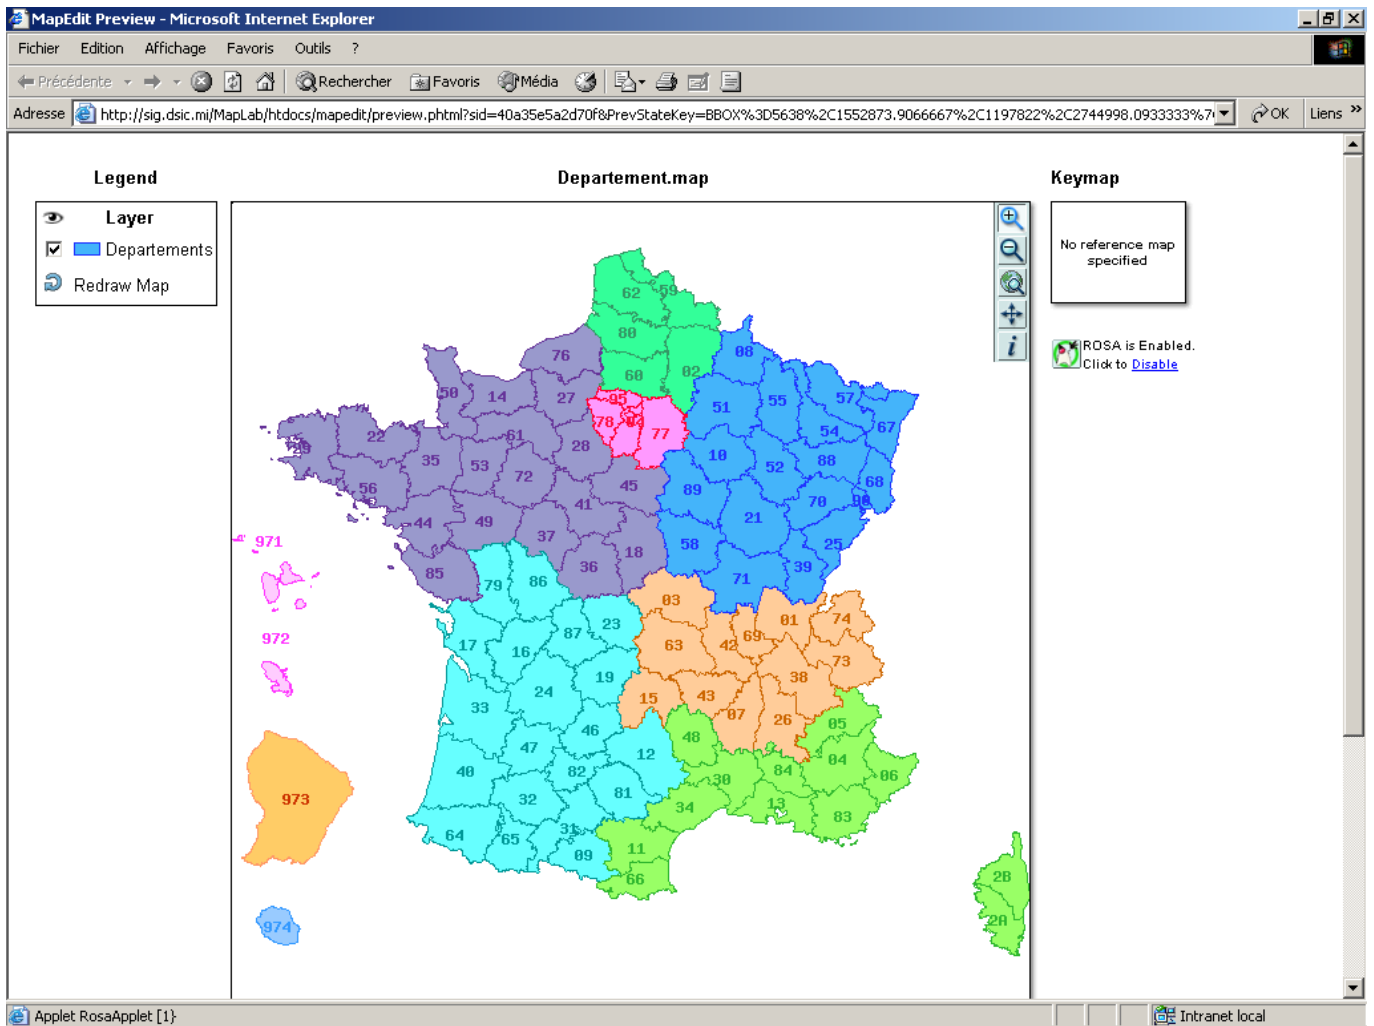 MapEdit Preview - Microsoft Internet Explorer
Fichier Edition Affichage Favoris Outils ?
Précédente Rechercher Favoris Média
Adresse http://sig.dsic.mi/MapLab/htdocs/mapedit/preview.phtml?sid=40a35e5a2d70f&PrevStateKey=BBOX%3D5638%2C1552873.9066667%2C1197822%2C2744998.0933333%7 OK Liens »
Legend Departement.map Keymap
Layer
Departements
Redraw Map
No reference map
specified
ROSA is Enabled.
Click to Disable
i
62 59
80
76 08
60 02
50 14 27 95 51 55 57
78 77 54 67
29 22 61 28
35 53 72 10 52 88 68
56 45 89 70 90
44 49 41 21
37 58 25
971
85 36 18 71 39
79 86
03 01 74
972
17 16 87 23 63 42 69 73
24 19 15 43 38
33 07 26 05
47 46 12 48 04
40 82 30 84 06
973
32 81 34 13 83
64 65 31 09 11
66
2B
974
2A
Applet RosaApplet [1} Intranet local